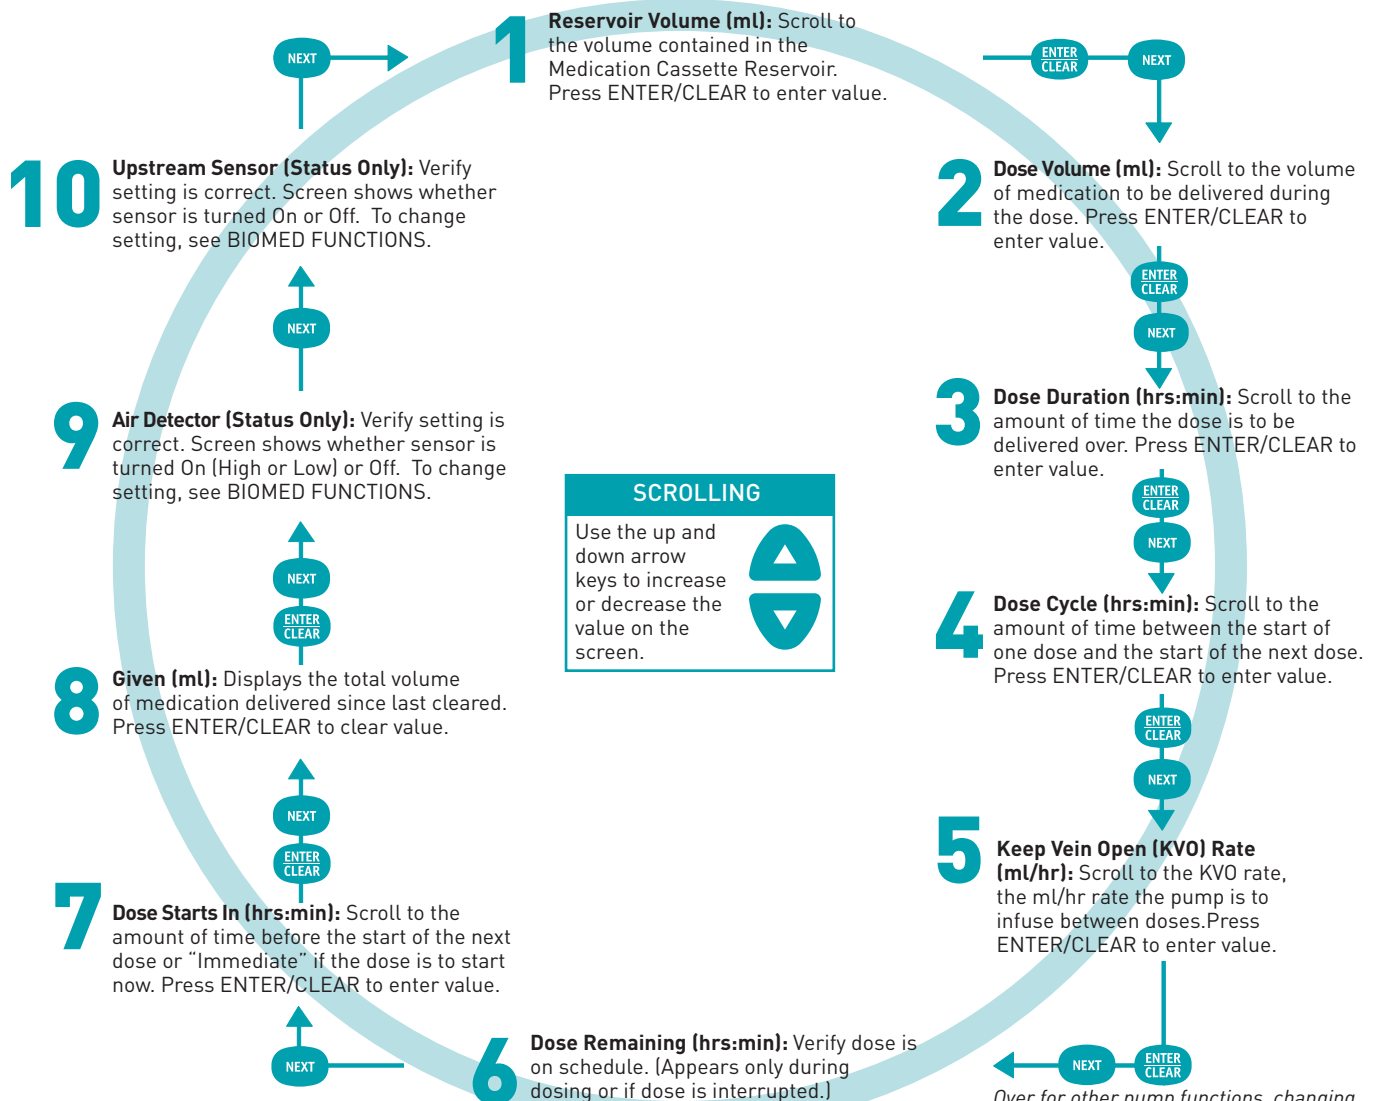 1
Reservoir Volume (ml): Scroll to
the volume contained in the
Medication Cassette Reservoir.
Press ENTER/CLEAR to enter value.
ENTER
CLEAR
NEXT
2
Dose Volume (ml): Scroll to the volume
of medication to be delivered during
the dose. Press ENTER/CLEAR to
enter value.
ENTER
CLEAR
NEXT
3
Dose Duration (hrs:min): Scroll to the
amount of time the dose is to be
delivered over. Press ENTER/CLEAR to
enter value.
ENTER
CLEAR
NEXT
4
Dose Cycle (hrs:min): Scroll to the
amount of time between the start of
one dose and the start of the next dose.
Press ENTER/CLEAR to enter value.
ENTER
CLEAR
NEXT
5
Keep Vein Open (KVO) Rate
(ml/hr): Scroll to the KVO rate,
the ml/hr rate the pump is to
infuse between doses.Press
ENTER/CLEAR to enter value.
ENTER
CLEAR
NEXT
Over for other pump functions, changing
6
Dose Remaining (hrs:min): Verify dose is
on schedule. (Appears only during
dosing or if dose is interrupted.)
NEXT
7
Dose Starts In (hrs:min): Scroll to the
amount of time before the start of the next
dose or “Immediate” if the dose is to start
now. Press ENTER/CLEAR to enter value.
ENTER
CLEAR
NEXT
8
Given (ml): Displays the total volume
of medication delivered since last cleared.
Press ENTER/CLEAR to clear value.
ENTER
CLEAR
NEXT
9
Air Detector (Status Only): Verify setting is
correct. Screen shows whether sensor is
turned On (High or Low) or Off. To change
setting, see BIOMED FUNCTIONS.
NEXT
10
Upstream Sensor (Status Only): Verify
setting is correct. Screen shows whether
sensor is turned On or Off. To change
setting, see BIOMED FUNCTIONS.
NEXT
SCROLLING
Use the up and
down arrow
keys to increase
or decrease the
value on the
screen.